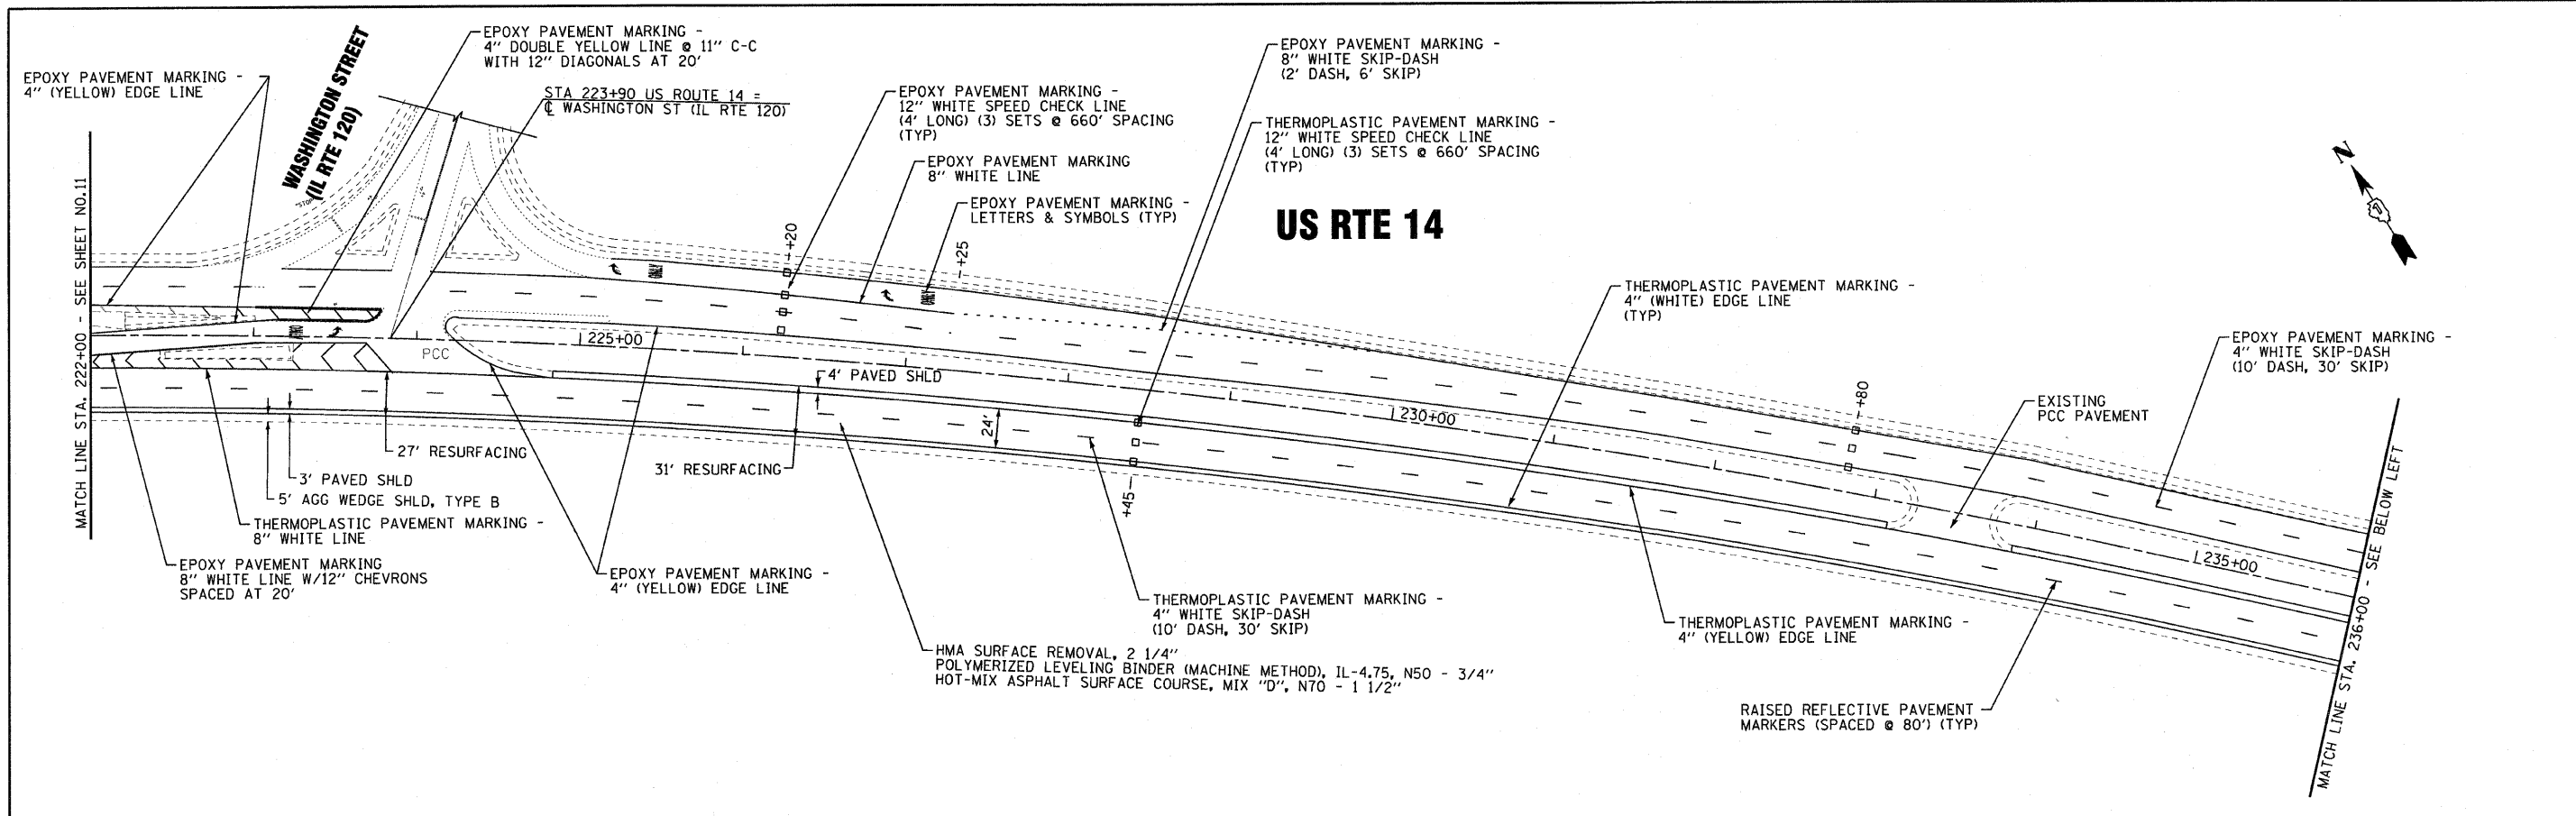 EPOXY PAVEMENT MARKING -
4" (YELLOW) EDGE LINE
WASHINGTON STREET
(IL RTE 120)
EPOXY PAVEMENT MARKING -
4" DOUBLE YELLOW LINE @ 11" C-C
WITH 12" DIAGONALS AT 20'
STA 223+90 US ROUTE 14 =
℄ WASHINGTON ST (IL RTE 120)
EPOXY PAVEMENT MARKING -
12" WHITE SPEED CHECK LINE
(4' LONG) (3) SETS @ 660' SPACING
(TYP)
EPOXY PAVEMENT MARKING
8" WHITE LINE
EPOXY PAVEMENT MARKING -
LETTERS & SYMBOLS (TYP)
EPOXY PAVEMENT MARKING -
8" WHITE SKIP-DASH
(2' DASH, 6' SKIP)
THERMOPLASTIC PAVEMENT MARKING -
12" WHITE SPEED CHECK LINE
(4' LONG) (3) SETS @ 660' SPACING
(TYP)
US RTE 14
N
THERMOPLASTIC PAVEMENT MARKING -
4" (WHITE) EDGE LINE
(TYP)
EPOXY PAVEMENT MARKING -
4" WHITE SKIP-DASH
(10' DASH, 30' SKIP)
EXISTING
PCC PAVEMENT
MATCH LINE STA. 222+00 - SEE SHEET NO.11
"STOP"
+20
+25
+80
ONLY
ONLY
ONLY
PCC
225+00
230+00
235+00
4' PAVED SHLD
24'
+45
27' RESURFACING
31' RESURFACING
3' PAVED SHLD
5' AGG WEDGE SHLD, TYPE B
THERMOPLASTIC PAVEMENT MARKING -
8" WHITE LINE
EPOXY PAVEMENT MARKING
8" WHITE LINE W/12" CHEVRONS
SPACED AT 20'
EPOXY PAVEMENT MARKING -
4" (YELLOW) EDGE LINE
THERMOPLASTIC PAVEMENT MARKING -
4" WHITE SKIP-DASH
(10' DASH, 30' SKIP)
HMA SURFACE REMOVAL, 2 1/4"
POLYMERIZED LEVELING BINDER (MACHINE METHOD), IL-4.75, N50 - 3/4"
HOT-MIX ASPHALT SURFACE COURSE, MIX "D", N70 - 1 1/2"
THERMOPLASTIC PAVEMENT MARKING -
4" (YELLOW) EDGE LINE
RAISED REFLECTIVE PAVEMENT
MARKERS (SPACED @ 80') (TYP)
MATCH LINE STA. 236+00 - SEE BELOW LEFT